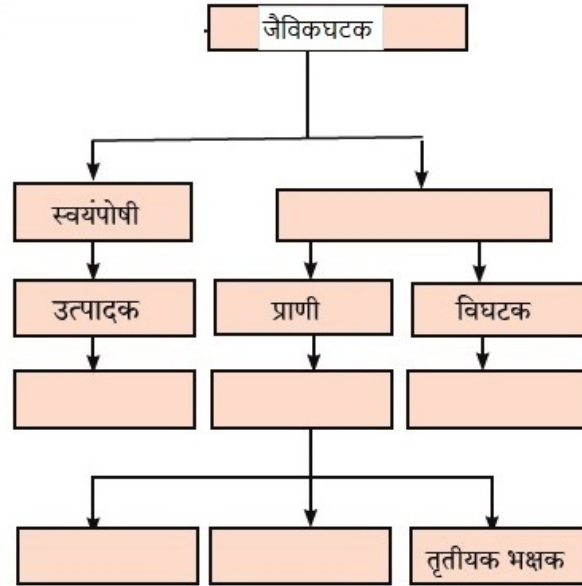 जैविकघटक
स्वयंपोषी
उत्पादक
प्राणी
विघटक
तृतीयक भक्षक